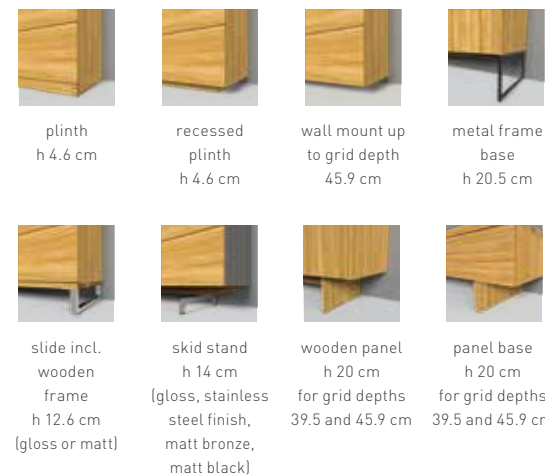 plinth
h 4.6 cm
recessed
plinth
h 4.6 cm
wall mount up
to grid depth
45.9 cm
metal frame
base
h 20.5 cm
slide incl.
wooden
frame
h 12.6 cm
(gloss or matt)
skid stand
h 14 cm
(gloss, stainless
steel finish,
matt bronze,
matt black)
wooden panel
h 20 cm
for grid depths
39.5 and 45.9 cm
panel base
h 20 cm
for grid depths
39.5 and 45.9 cm